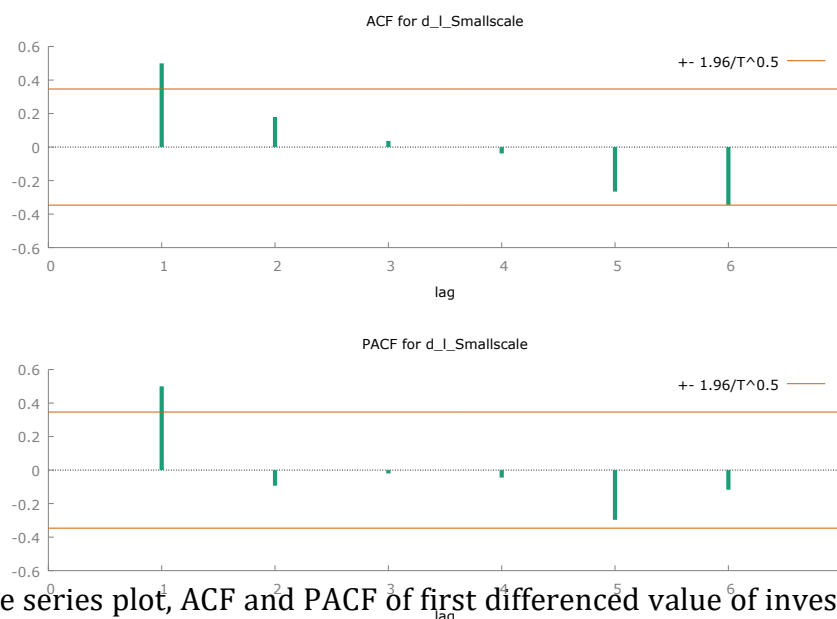 ACF for d_l_Smallscale
+- 1.96/T^0.5
0.6
0.4
0.2
0
-0.2
-0.4
-0.6
0 1 2 3 4 5 6
lag
PACF for d_l_Smallscale
+- 1.96/T^0.5
0.6
0.4
0.2
0
-0.2
-0.4
-0.6
0 1 2 3 4 5 6
lag
e series plot, ACF and PACF of first differenced value of inves